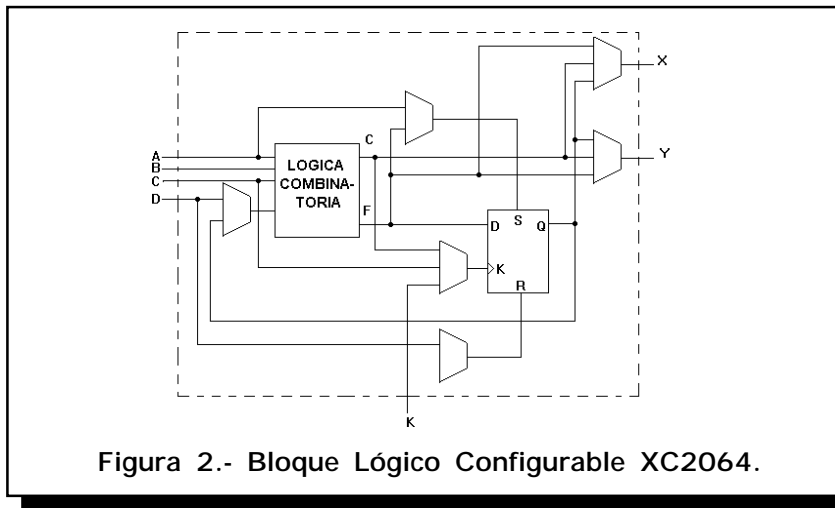 X
C
A
B
C
D
LOGICA
COMBINA-
TORIA
Y
F
D
S
Q
K
R
K
Figura 2.- Bloque Lógico Configurable XC2064.